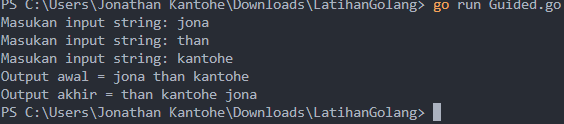 PS C:\Users\Jonathan Kantohe\Downloads\LatihanGolang> go run Guided.go
Masukan input string: jona
Masukan input string: than
Masukan input string: kantohe
Output awal = jona than kantohe
Output akhir = than kantohe jona
PS C:\Users\Jonathan Kantohe\Downloads\LatihanGolang>